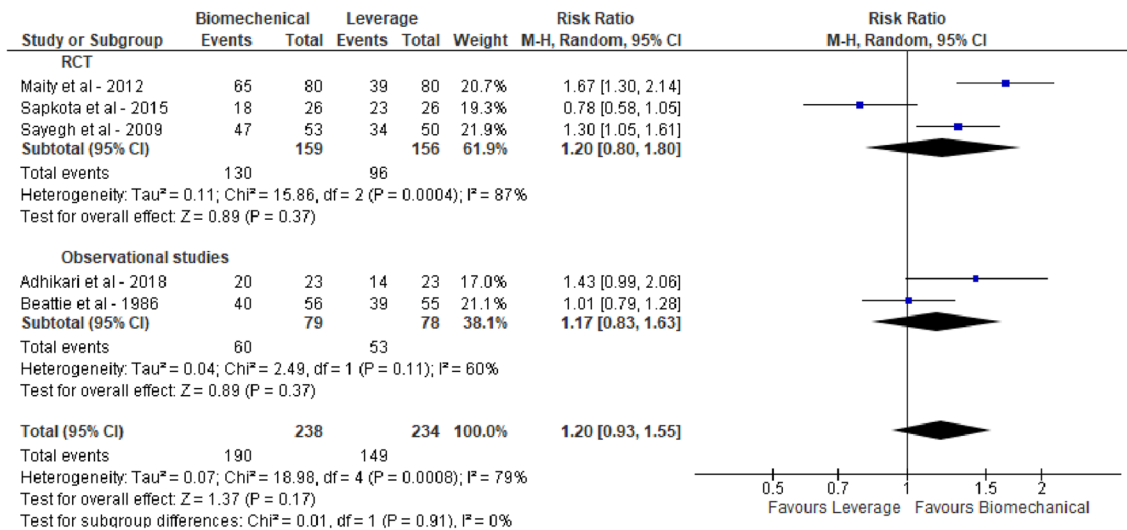 Biomechenical Leverage Risk Ratio Risk Ratio
Study or Subgroup Events Total Events Total Weight M-H, Random, 95% CI M-H, Random, 95% CI
RCT
Maity et al - 2012 65 80 39 80 20.7% 1.67 [1.30, 2.14]
Sapkota et al - 2015 18 26 23 26 19.3% 0.78 [0.58, 1.05]
Sayegh et al - 2009 47 53 34 50 21.9% 1.30 [1.05, 1.61]
Subtotal (95% CI) 159 156 61.9% 1.20 [0.80, 1.80]
Total events 130 96
Heterogeneity: Tau² = 0.11; Chi² = 15.86, df = 2 (P = 0.0004); I² = 87%
Test for overall effect: Z = 0.89 (P = 0.37)
Observational studies
Adhikari et al - 2018 20 23 14 23 17.0% 1.43 [0.99, 2.06]
Beattie et al - 1986 40 56 39 55 21.1% 1.01 [0.79, 1.28]
Subtotal (95% CI) 79 78 38.1% 1.17 [0.83, 1.63]
Total events 60 53
Heterogeneity: Tau² = 0.04; Chi² = 2.49, df = 1 (P = 0.11); I² = 60%
Test for overall effect: Z = 0.89 (P = 0.37)
Total (95% CI) 238 234 100.0% 1.20 [0.93, 1.55]
Total events 190 149
Heterogeneity: Tau² = 0.07; Chi² = 18.98, df = 4 (P = 0.0008); I² = 79%
Test for overall effect: Z = 1.37 (P = 0.17)
Test for subgroup differences: Chi² = 0.01, df = 1 (P = 0.91), I² = 0%
0.5 0.7 1 1.5 2
Favours Leverage Favours Biomechanical